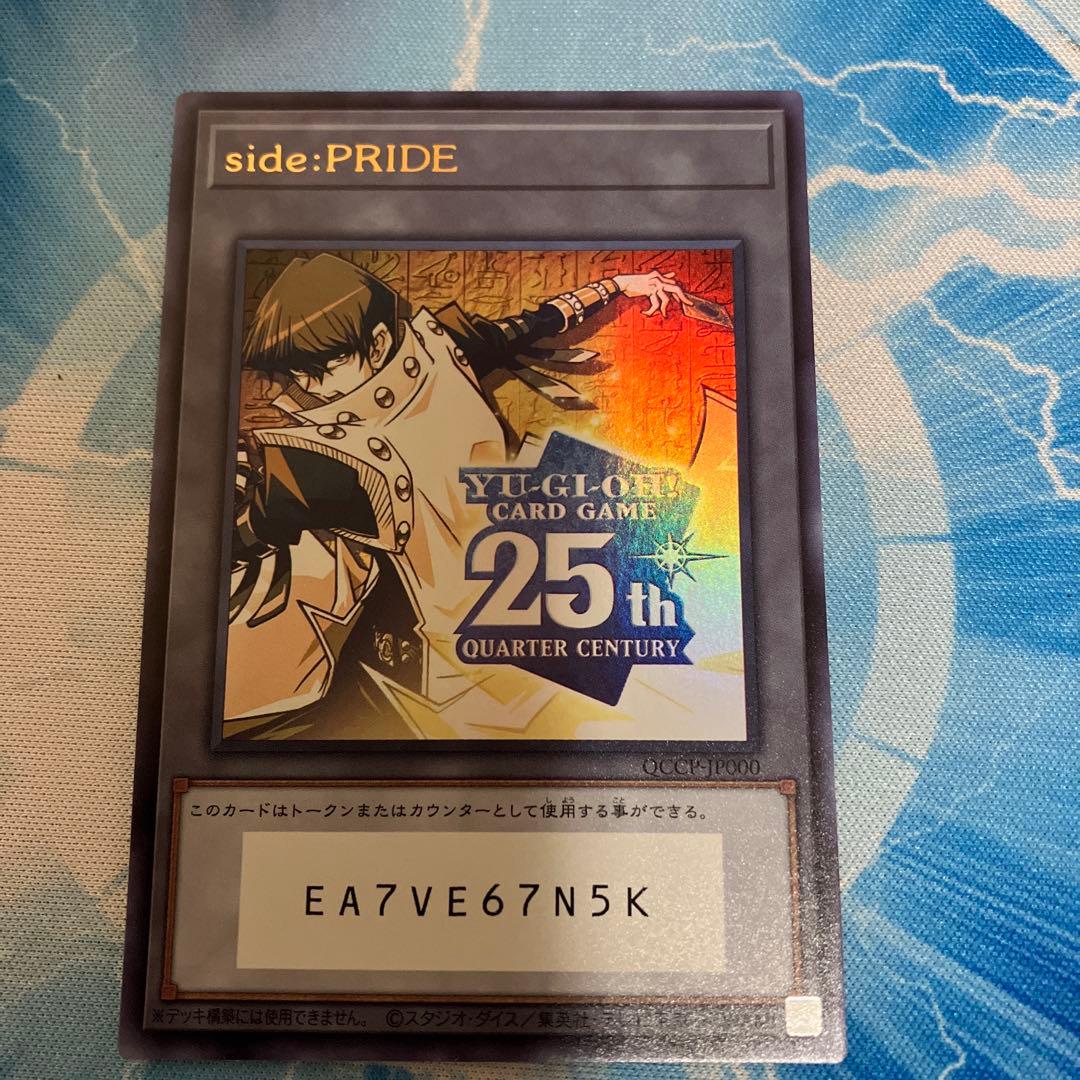 side:PRIDE
YU-GI-OH!
CARD GAME
25th
QUARTER CENTURY
QCCP-JP000
このカードはトークンまたはカウンターとして使用する事ができる。
EA7VE67N5K
※デッキ構築には使用できません。 ©スタジオ・ダイス/集英社・テレビ